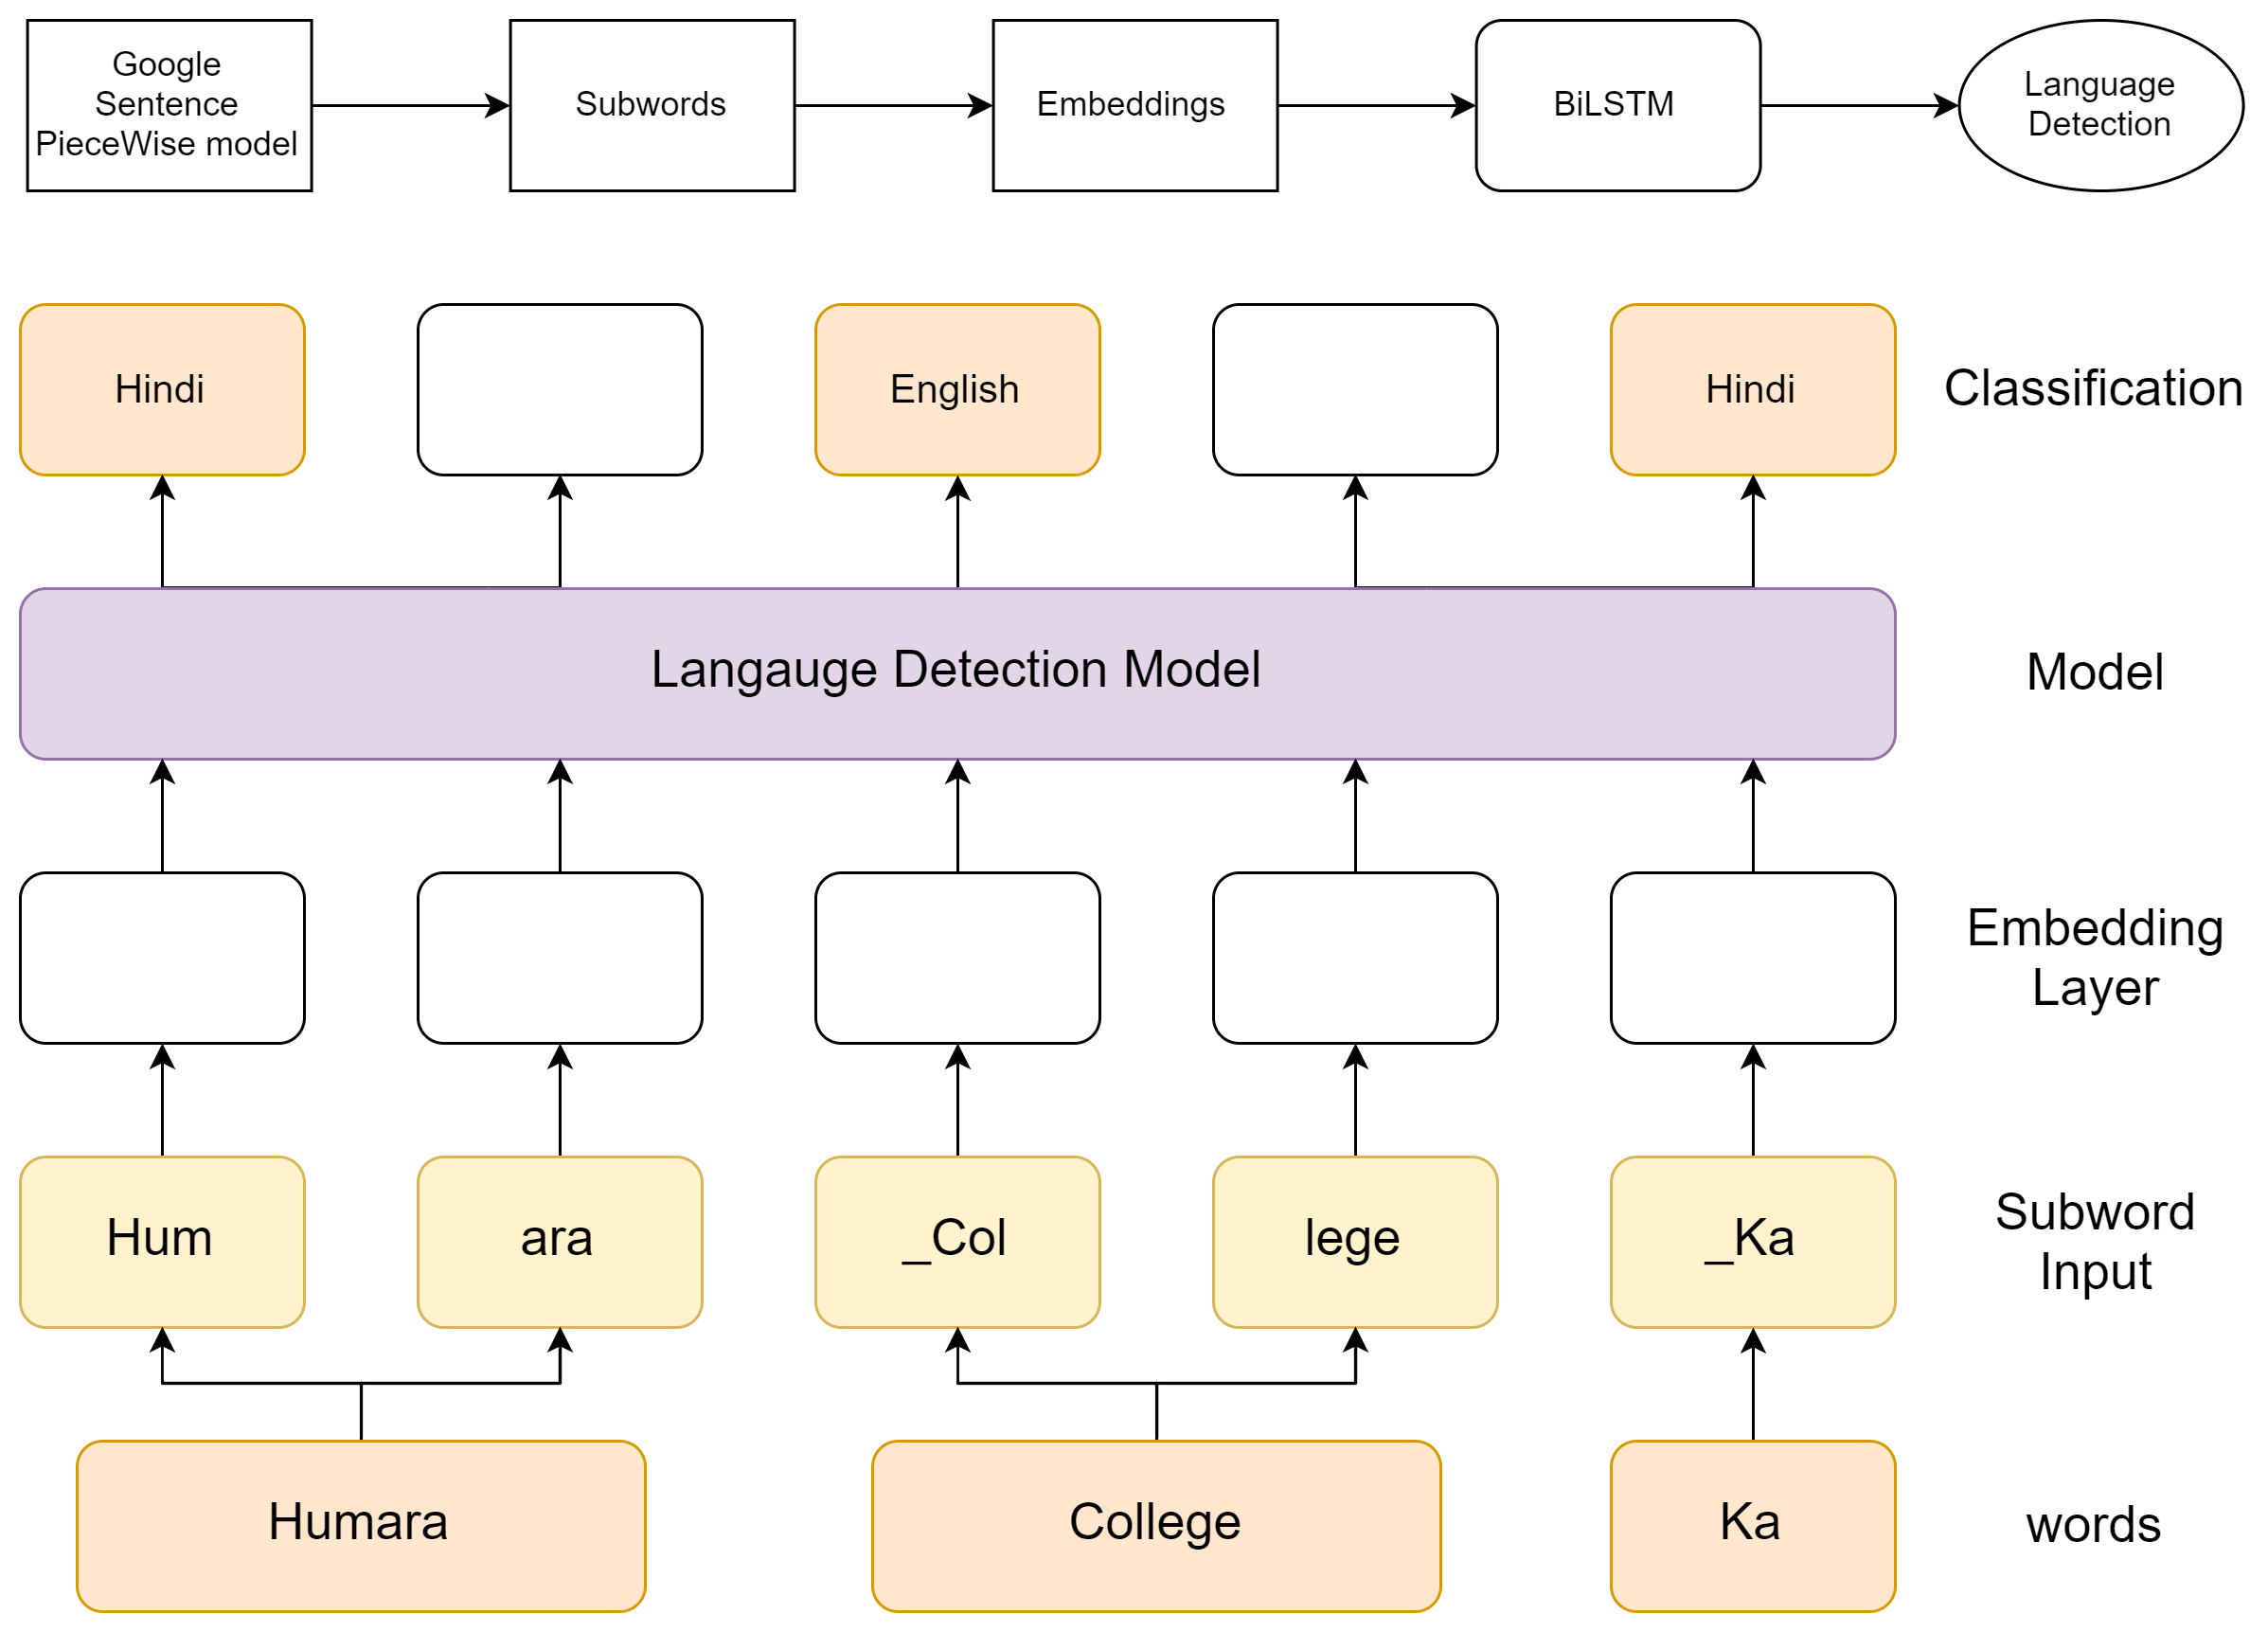 Google
Sentence
PieceWise model
Subwords
Embeddings
BiLSTM
Language
Detection
Hindi
English
Hindi
Classification
Langauge Detection Model
Model
Embedding
Layer
Hum
ara
_Col
lege
_Ka
Subword
Input
Humara
College
Ka
words